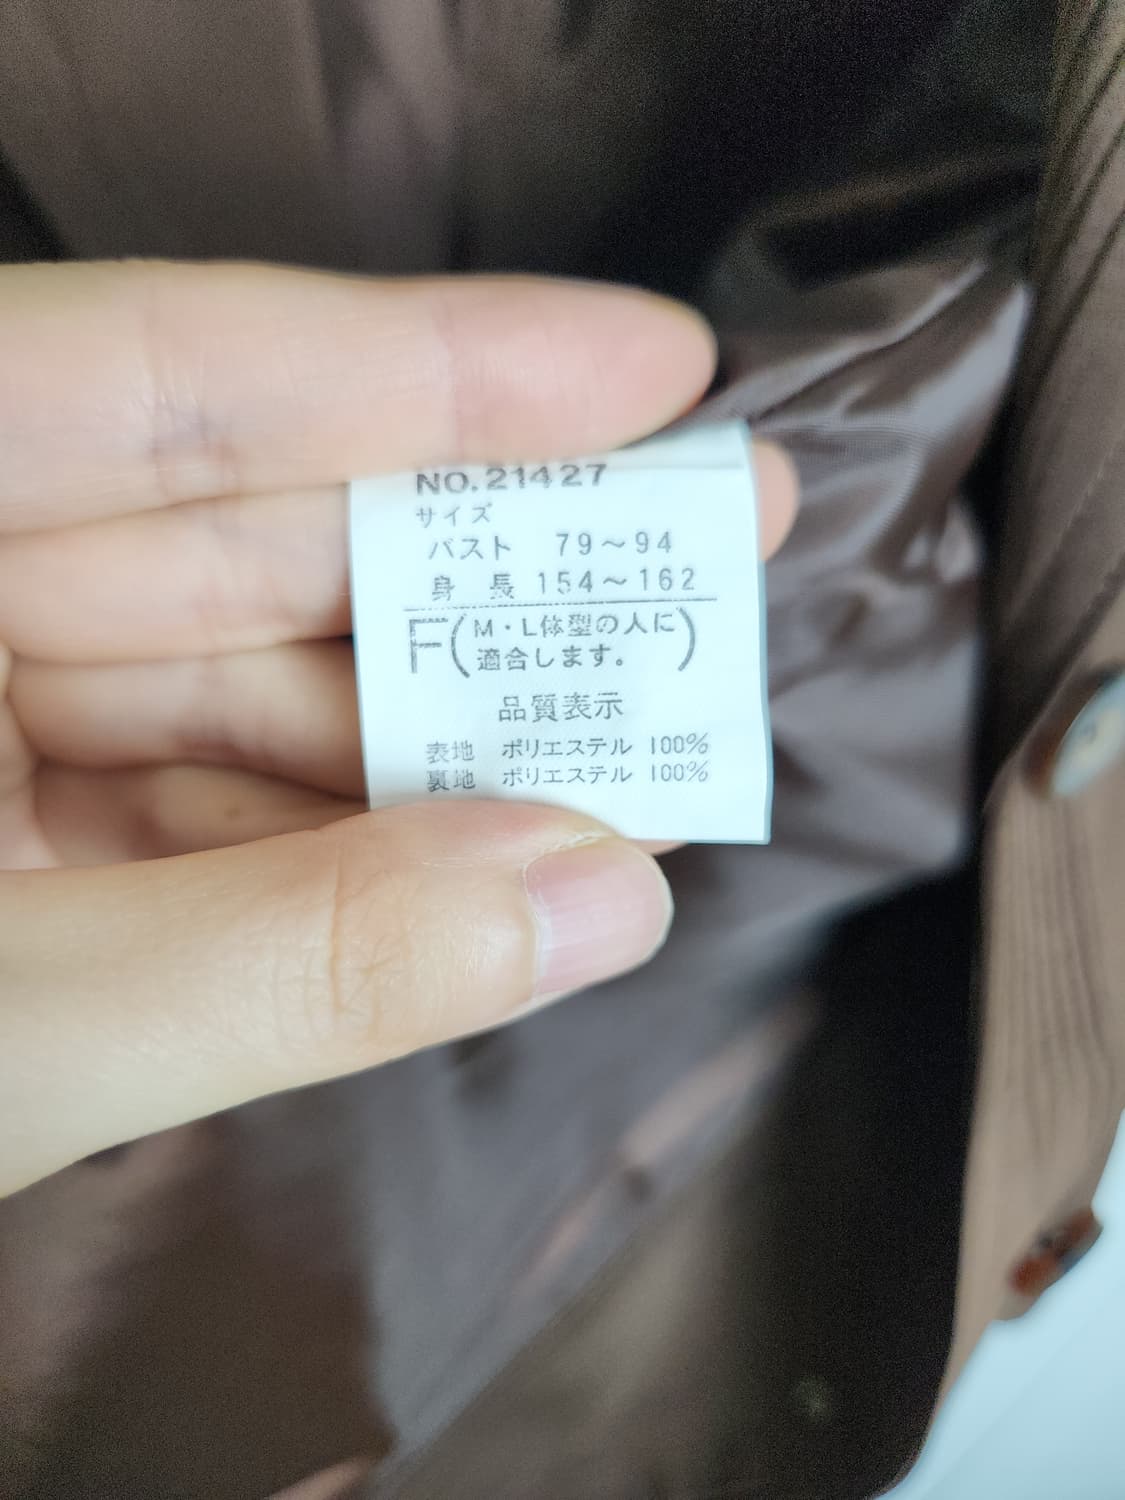 NO.21427
サイズ
バスト 79～94
身長 154～162
F(M・L体型の人に
適合します。)
品質表示
表地 ポリエステル 100%
裏地 ポリエステル 100%